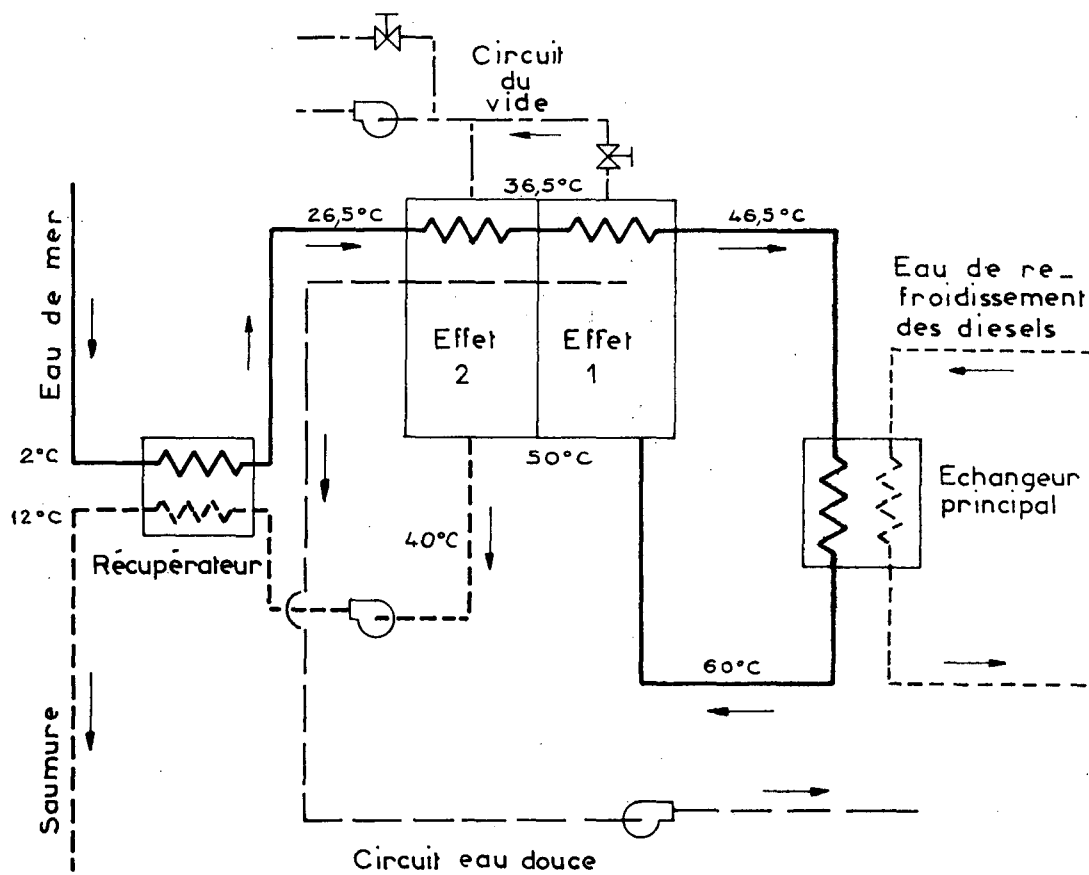 Circuit
du
vide
36,5°C
26,5°C
46,5°C
Eau de mer
Eau de re_
froidissement
des diesels
Effet
2
Effet
1
2°C
50°C
12°C
Echangeur
principal
40°C
Récupérateur
60°C
Saumure
Circuit eau douce